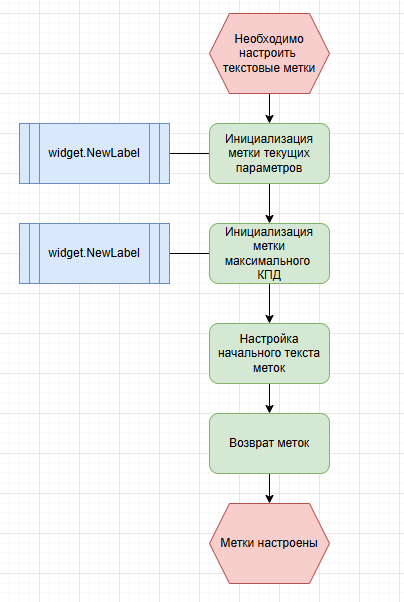 Необходимо
настроить
текстовые метки
widget.NewLabel
Инициализация
метки текущих
параметров
widget.NewLabel
Инициализация
метки
максимального
КПД
Настройка
начального текста
меток
Возврат меток
Метки настроены